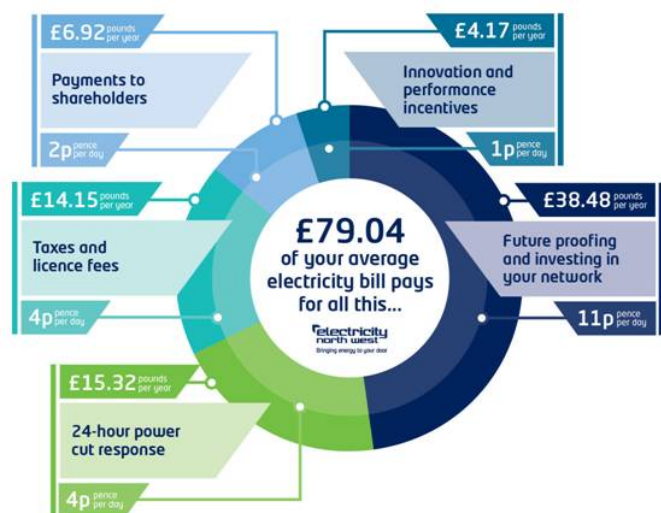 £6.92 pounds per year
Payments to
shareholders
2p pence per day
£4.17 pounds per year
Innovation and
performance
incentives
1p pence per day
£14.15 pounds per year
Taxes and
licence fees
4p pence per day
£79.04
of your average
electricity bill pays
for all this...
electricity
north west
Bringing energy to your door
£38.48 pounds per year
Future proofing
and investing in
your network
11p pence per day
£15.32 pounds per year
24-hour power
cut response
4p pence per day